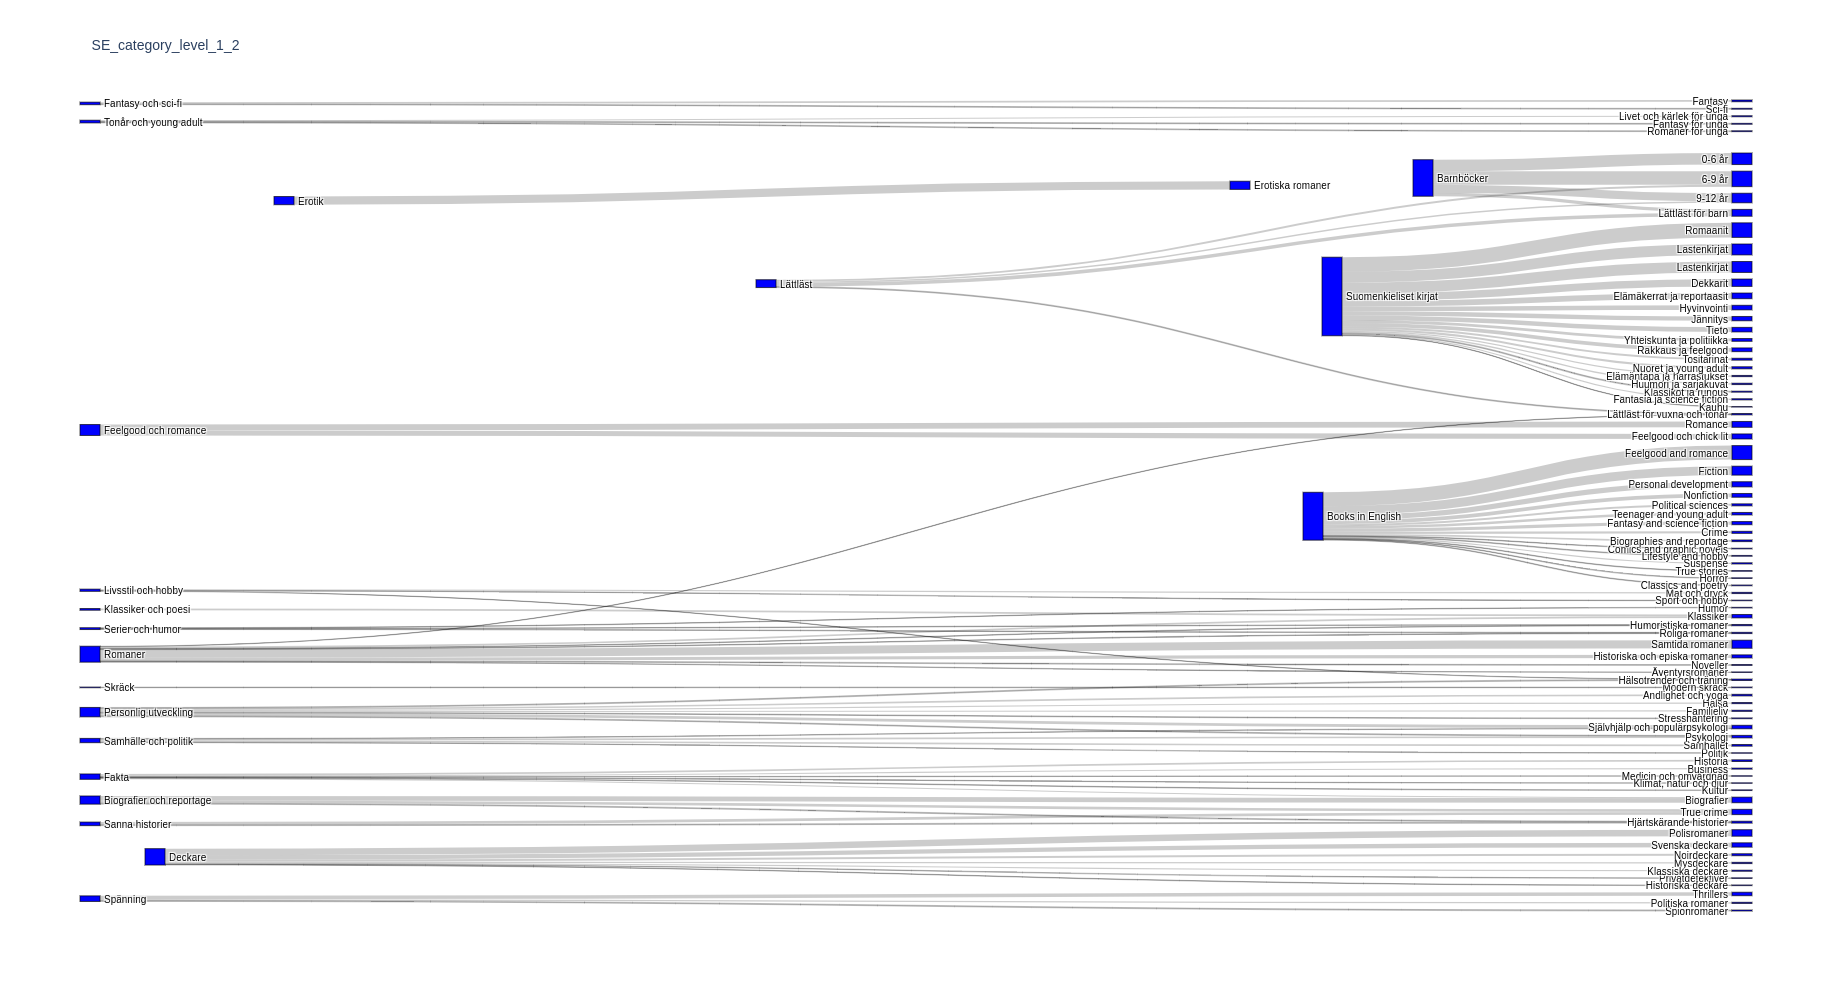 SE_category_level_1_2
Fantasy och sci-fi
Tonår och young adult
Erotik
Erotiska romaner
Lättläst
Barnböcker
Suomenkieliset kirjat
Feelgood och romance
Books in English
Livsstil och hobby
Klassiker och poesi
Serier och humor
Romaner
Skräck
Personlig utveckling
Samhälle och politik
Fakta
Biografier och reportage
Sanna historier
Deckare
Spänning
Fantasy
Sci-fi
Livet och kärlek för unga
Fantasy för unga
Romaner för unga
0-6 år
6-9 år
9-12 år
Lättläst för barn
Romaanit
Lastenkirjat
Lastenkirjat
Dekkarit
Elämäkerrat ja reportaasit
Hyvinvointi
Jännitys
Tieto
Yhteiskunta ja politiikka
Rakkaus ja feelgood
Tositarinat
Nuoret ja young adult
Elämäntapa ja harrastukset
Huumori ja sarjakuvat
Klassikot ja runous
Fantasia ja science fiction
Kauhu
Lättläst för vuxna och tonår
Romance
Feelgood och chick lit
Feelgood and romance
Fiction
Personal development
Nonfiction
Political sciences
Teenager and young adult
Fantasy and science fiction
Crime
Biographies and reportage
Comics and graphic novels
Lifestyle and hobby
Suspense
True stories
Horror
Classics and poetry
Mat och dryck
Sport och hobby
Humor
Klassiker
Humoristiska romaner
Roliga romaner
Samtida romaner
Historiska och episka romaner
Noveller
Äventyrsromaner
Hälsotrender och träning
Modern skräck
Andlighet och yoga
Hälsa
Familjeliv
Stresshantering
Självhjälp och populärpsykologi
Psykologi
Samhället
Politik
Historia
Business
Medicin och omvårdnad
Klimat, natur och djur
Kultur
Biografier
True crime
Hjärtskärande historier
Polisromaner
Svenska deckare
Noirdeckare
Mysdeckare
Klassiska deckare
Privatdetektiver
Historiska deckare
Thrillers
Politiska romaner
Spionromaner